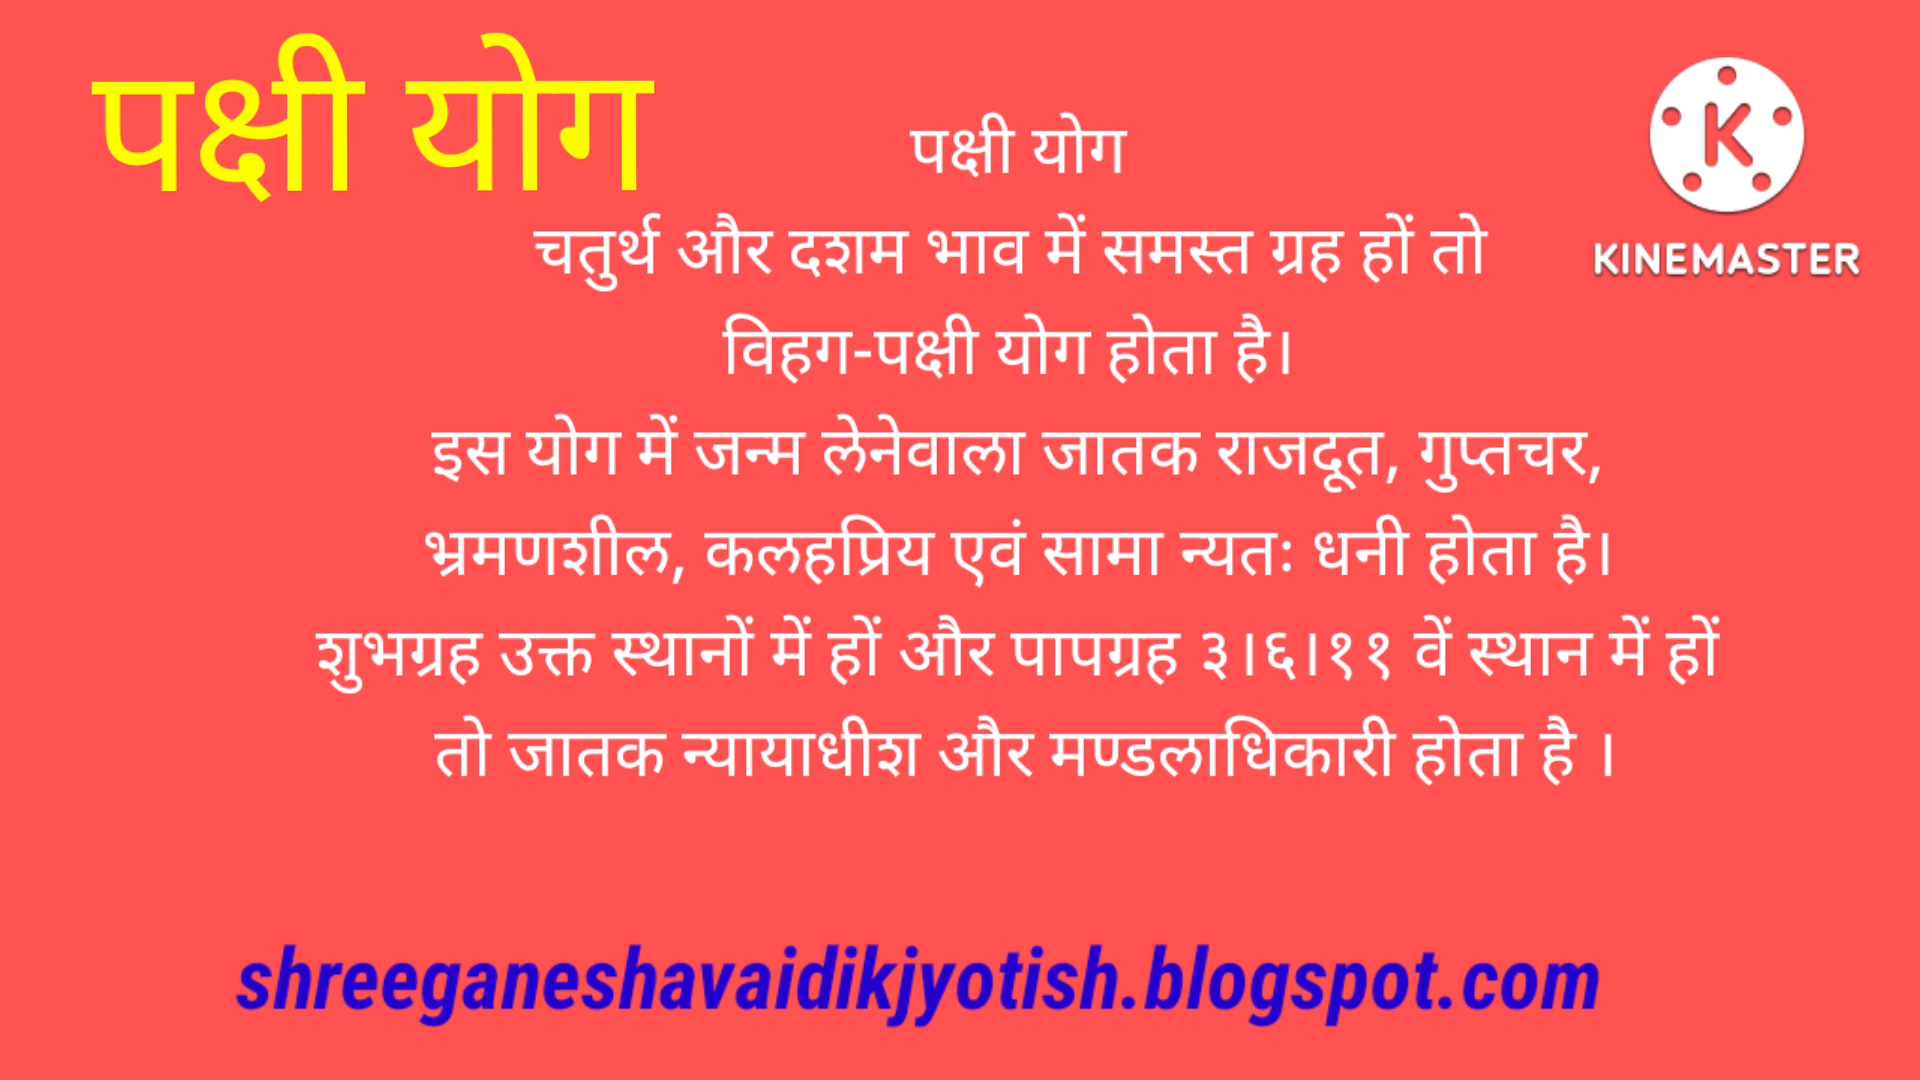 पक्षी योग
पक्षी योग
K
KINEMASTER
चतुर्थ और दशम भाव में समस्त ग्रह हों तो
विहग-पक्षी योग होता है।
इस योग में जन्म लेनेवाला जातक राजदूत, गुप्तचर,
भ्रमणशील, कलहप्रिय एवं सामा न्यतः धनी होता है।
शुभग्रह उक्त स्थानों में हों और पापग्रह ३।६।११ वें स्थान में हों
तो जातक न्यायाधीश और मण्डलाधिकारी होता है ।
shreeganeshavaidikjyotish.blogspot.com